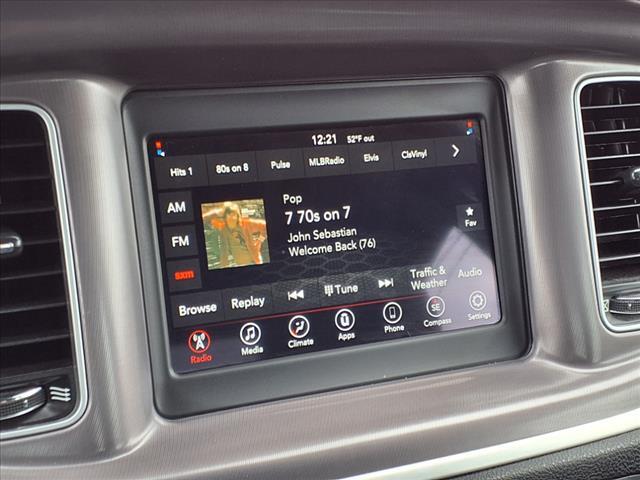 12:21 52°F out
Hits 1 80s on 8 Pulse MLBRadio Elvis ClsVinyl >
AM
Pop
7 70s on 7
FM
John Sebastian
Welcome Back (76)
Fav
sxm
Browse Replay Tune Traffic & Weather Audio
Radio Media Climate Apps Phone SE Compass Settings